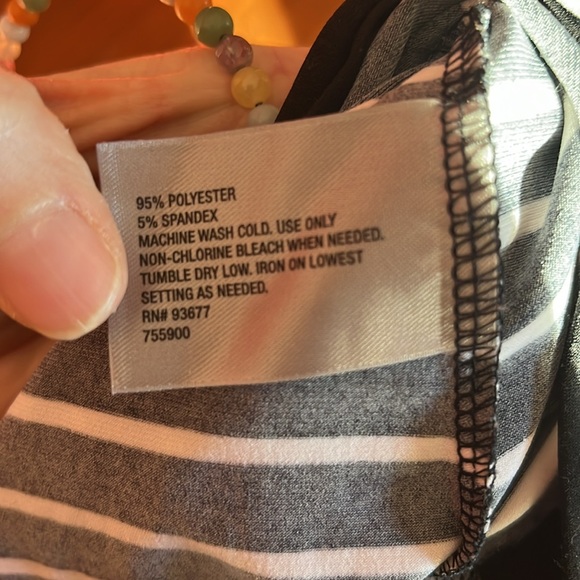 95% POLYESTER
5% SPANDEX
MACHINE WASH COLD. USE ONLY
NON-CHLORINE BLEACH WHEN NEEDED.
TUMBLE DRY LOW. IRON ON LOWEST
SETTING AS NEEDED.
RN# 93677
755900